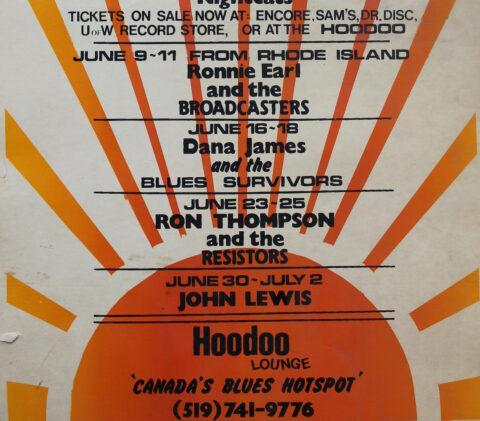 Nightcats
TICKETS ON SALE NOW AT: ENCORE, SAM'S, DR. DISC,
U of W RECORD STORE, OR AT THE HOODOO
JUNE 9-11 FROM RHODE ISLAND
Ronnie Earl
and the
BROADCASTERS
JUNE 16-18
Dana James
and the
BLUES SURVIVORS
JUNE 23-25
RON THOMPSON
and the
RESISTORS
JUNE 30-JULY 2
JOHN LEWIS
Hoodoo
LOUNGE
'CANADA'S BLUES HOTSPOT'
(519) 741-9776